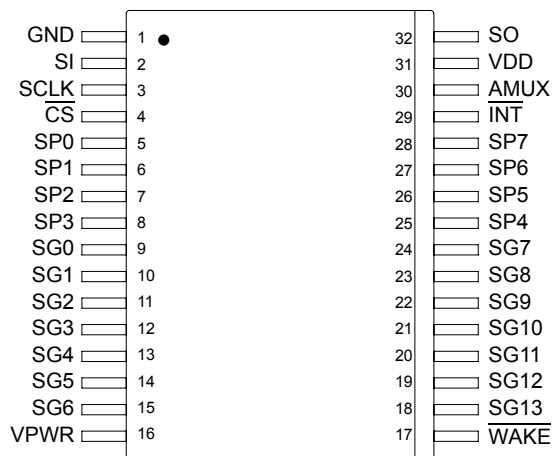 GND 1 32 SO
SI 2 31 VDD
SCLK 3 30 AMUX
CS 4 29 INT
SP0 5 28 SP7
SP1 6 27 SP6
SP2 7 26 SP5
SP3 8 25 SP4
SG0 9 24 SG7
SG1 10 23 SG8
SG2 11 22 SG9
SG3 12 21 SG10
SG4 13 20 SG11
SG5 14 19 SG12
SG6 15 18 SG13
VPWR 16 17 WAKE